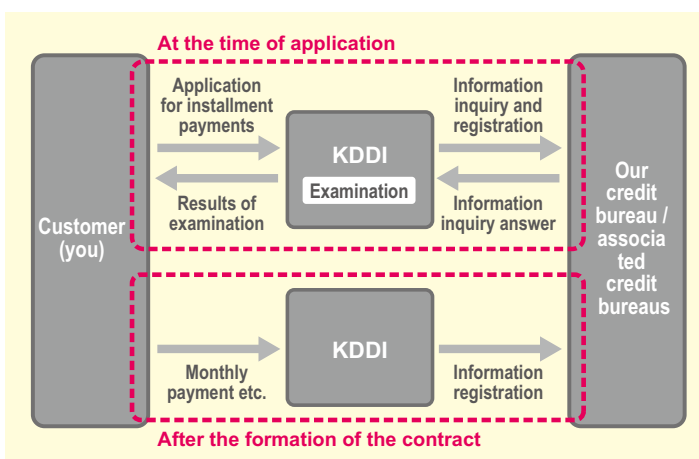 At the time of application
Customer
(you)
Application
for installment
payments
Results of
examination
KDDI
Examination
Information
inquiry and
registration
Information
inquiry answer
Our
credit
bureau /
associa
ted
credit
bureaus
Monthly
payment etc.
KDDI
Information
registration
After the formation of the contract